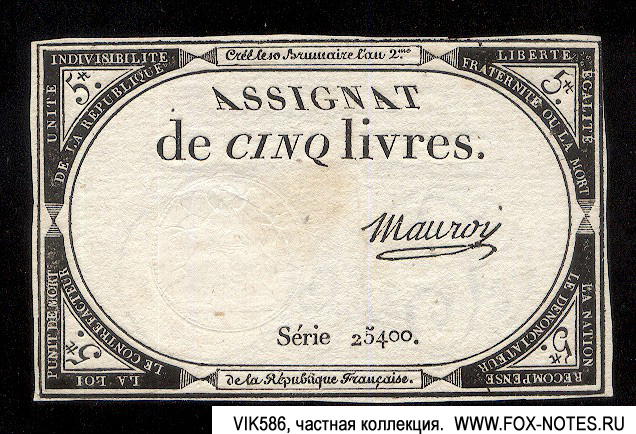 Créé le 10 Brumaire l'an 2.me
UNITE INDIVISIBILITE
DE LA REPUBLIQUE
5₶
LIBERTE EGALITE
FRATERNITE OU LA MORT
5₶
ASSIGNAT
de CINQ livres.
Mauroy
Série 25400.
LA LOI PUNIT DE MORT
LE CONTREFACTEUR
5₶
LA NATION RECOMPENSE
LE DENONCIATEUR
5₶
de la République Française.
VIK586, частная коллекция. WWW.FOX-NOTES.RU